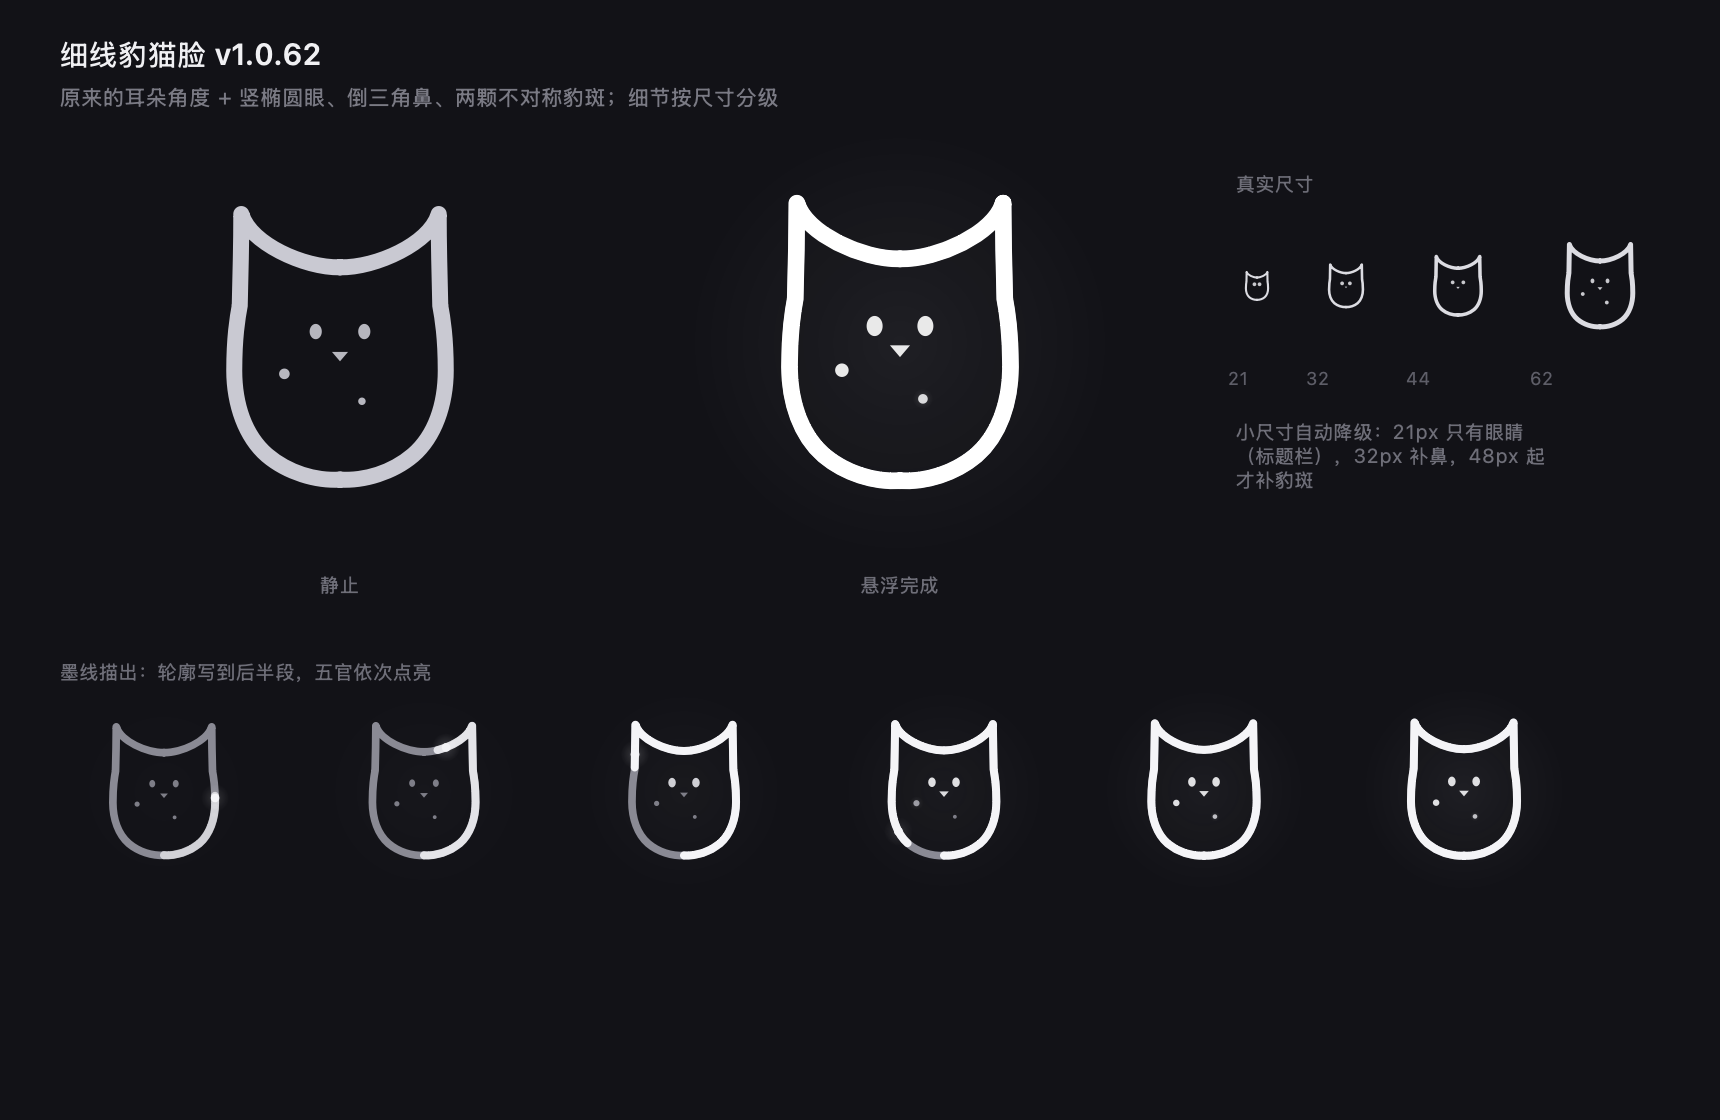 细线豹猫脸 v1.0.62
原来的耳朵角度 + 竖椭圆眼、倒三角鼻、两颗不对称豹斑；细节按尺寸分级
真实尺寸
21
32
44
62
小尺寸自动降级：21px 只有眼睛
（标题栏），32px 补鼻，48px 起
才补豹斑
静止
悬浮完成
墨线描出：轮廓写到后半段，五官依次点亮